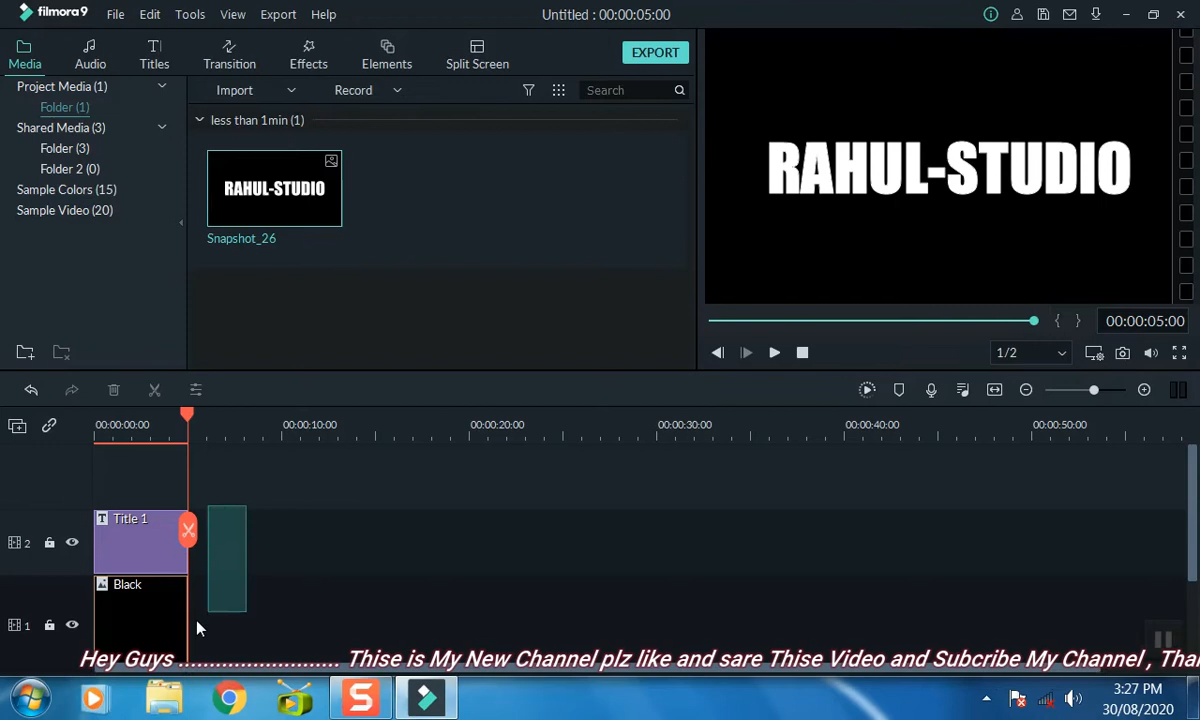 filmora9
File Edit Tools View Export Help
Untitled : 00:00:05:00
Media Audio Titles Transition Effects Elements Split Screen
EXPORT
Project Media (1)
Folder (1)
Shared Media (3)
Folder (3)
Folder 2 (0)
Sample Colors (15)
Sample Video (20)
Import Record Search
less than 1min (1)
RAHUL-STUDIO
Snapshot_26
RAHUL-STUDIO
00:00:05:00
1/2
00:00:00:00 00:00:10:00 00:00:20:00 00:00:30:00 00:00:40:00 00:00:50:00
2
T Title 1
1
Black
Hey Guys ........................... Thise is My New Channel plz like and sare Thise Video and Subcribe My Channel , Tha
S
3:27 PM
30/08/2020